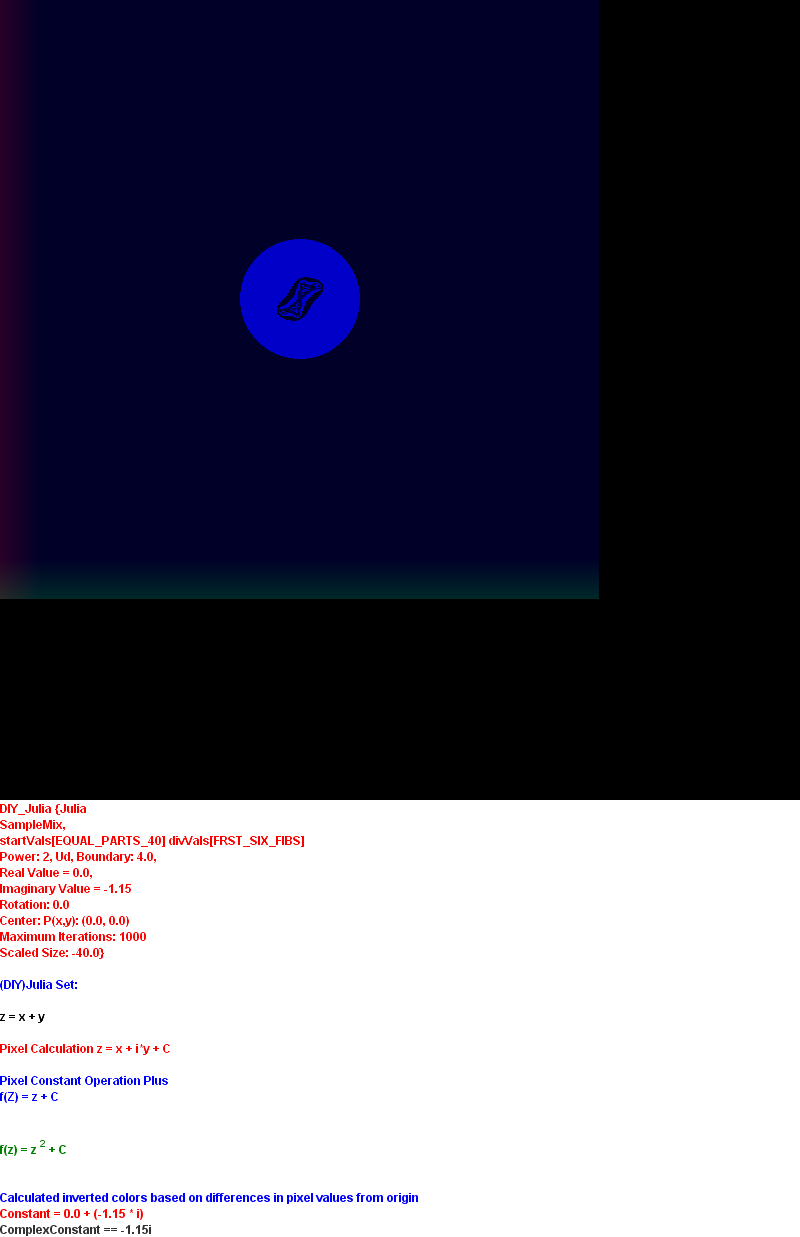 DIY_Julia {Julia
SampleMix,
startVals[EQUAL_PARTS_40] divVals[FRST_SIX_FIBS]
Power: 2, Ud, Boundary: 4.0,
Real Value = 0.0,
Imaginary Value = -1.15
Rotation: 0.0
Center: P(x,y): (0.0, 0.0)
Maximum Iterations: 1000
Scaled Size: -40.0}
(DIY)Julia Set:
z = x + y
Pixel Calculation z = x + i*y + C
Pixel Constant Operation Plus
f(Z) = z + C
f(z) = z 2 + C
Calculated inverted colors based on differences in pixel values from origin
Constant = 0.0 + (-1.15 * i)
ComplexConstant == -1.15i